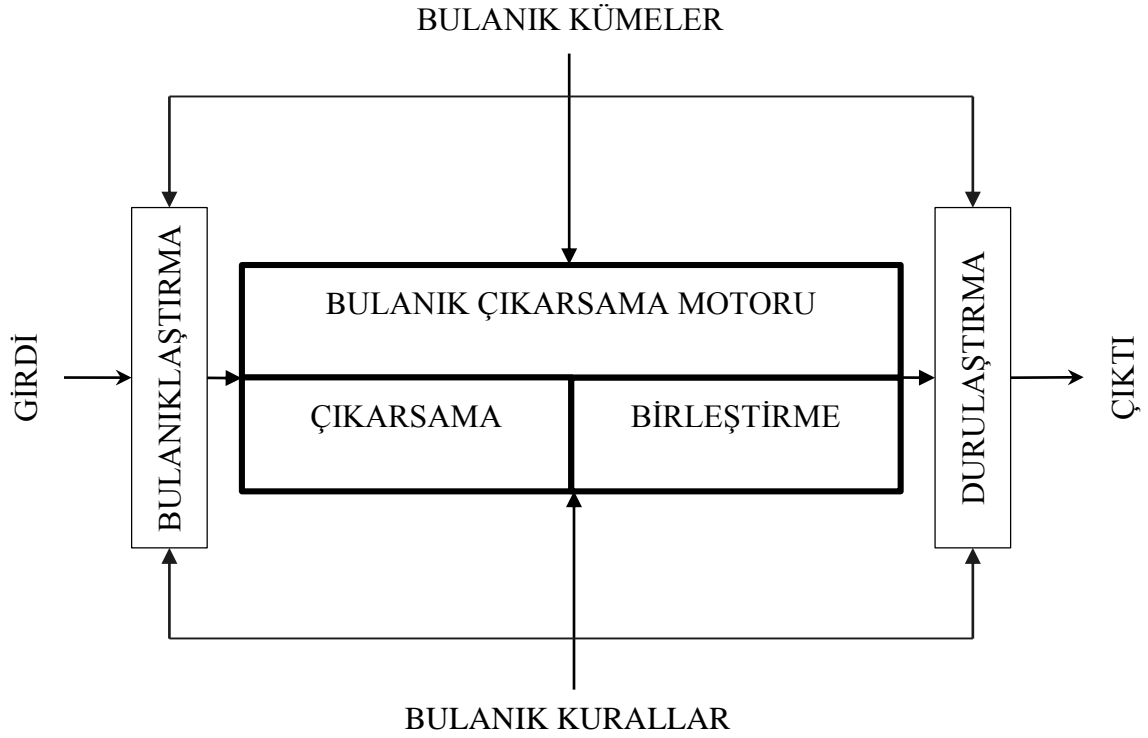 BULANIK KÜMELER
GİRDİ
BULANIKLAŞTIRMA
BULANIK ÇIKARSAMA MOTORU
ÇIKARSAMA
BİRLEŞTİRME
DURULAŞTIRMA
ÇIKTI
BULANIK KURALLAR